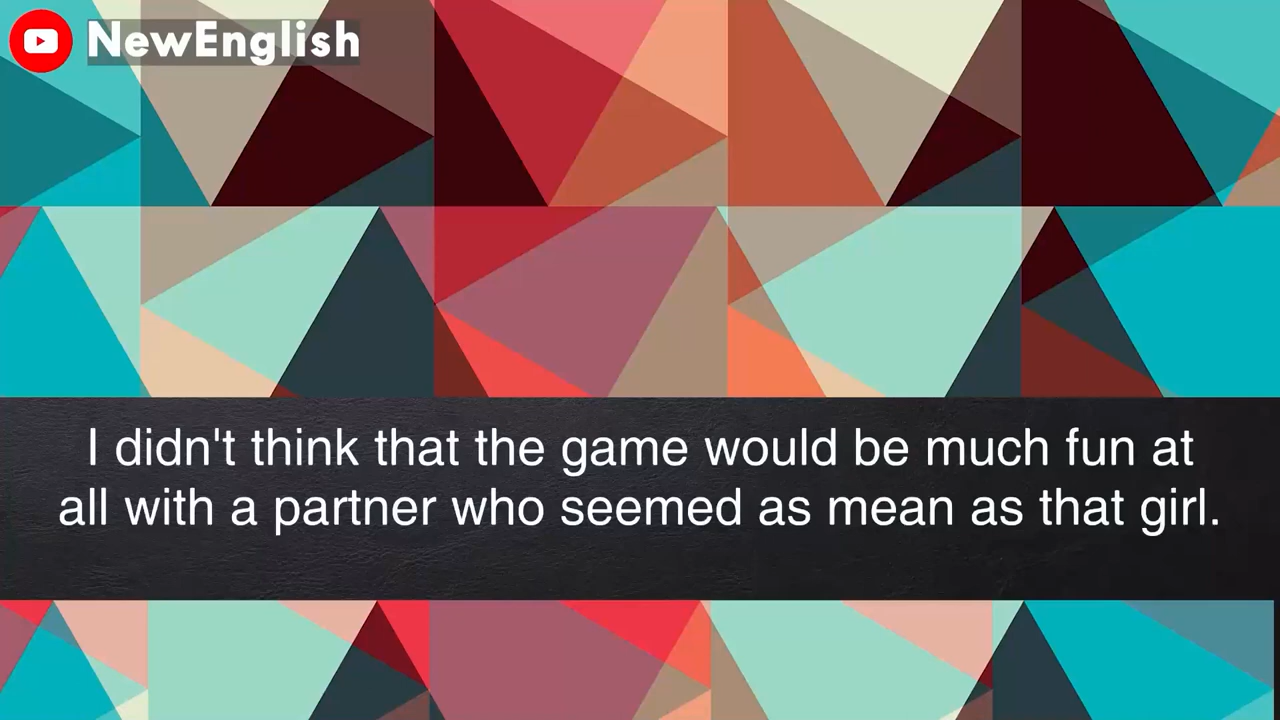 NewEnglish
I didn't think that the game would be much fun at
all with a partner who seemed as mean as that girl.